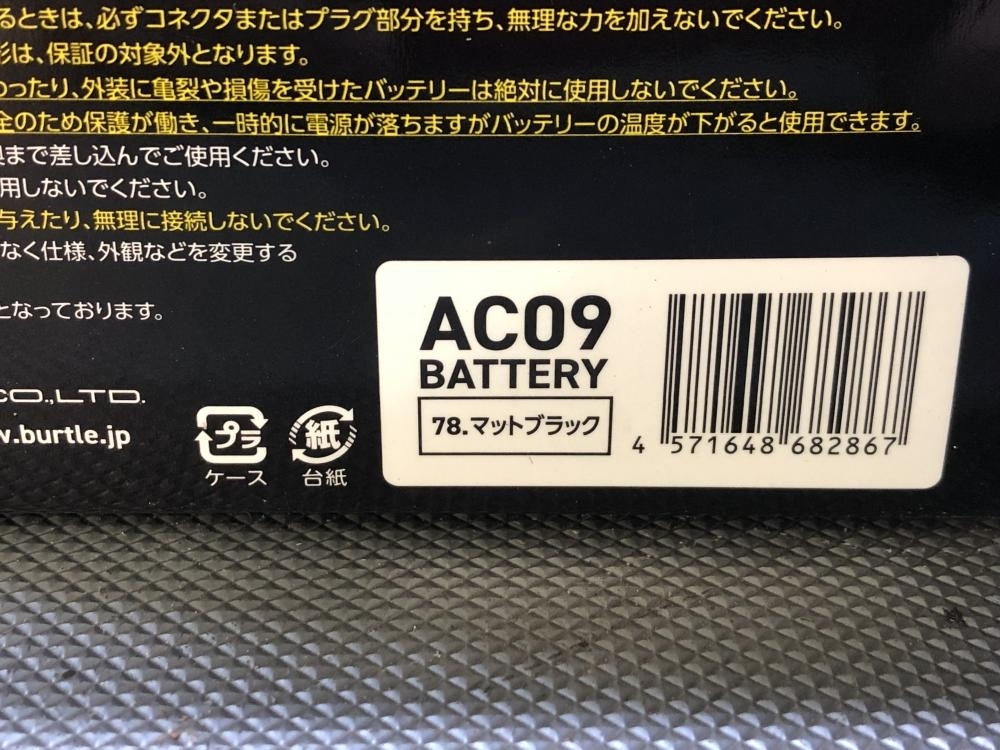 るときは、必ずコネクタまたはプラグ部分を持ち、無理な力を加えないでください。
は、保証の対象外となります。
ったり、外装に亀裂や損傷を受けたバッテリーは絶対に使用しないでください。
のため保護が働き、一時的に電源が落ちますがバッテリーの温度が下がると使用できます。
まで差し込んでご使用ください。
用しないでください。
与えたり、無理に接続しないでください。
なく仕様、外観などを変更する
となっております。
CO.,LTD.
w.burtle.jp
プラ
ケース
紙
台紙
AC09
BATTERY
78.マットブラック
4 571648 682867